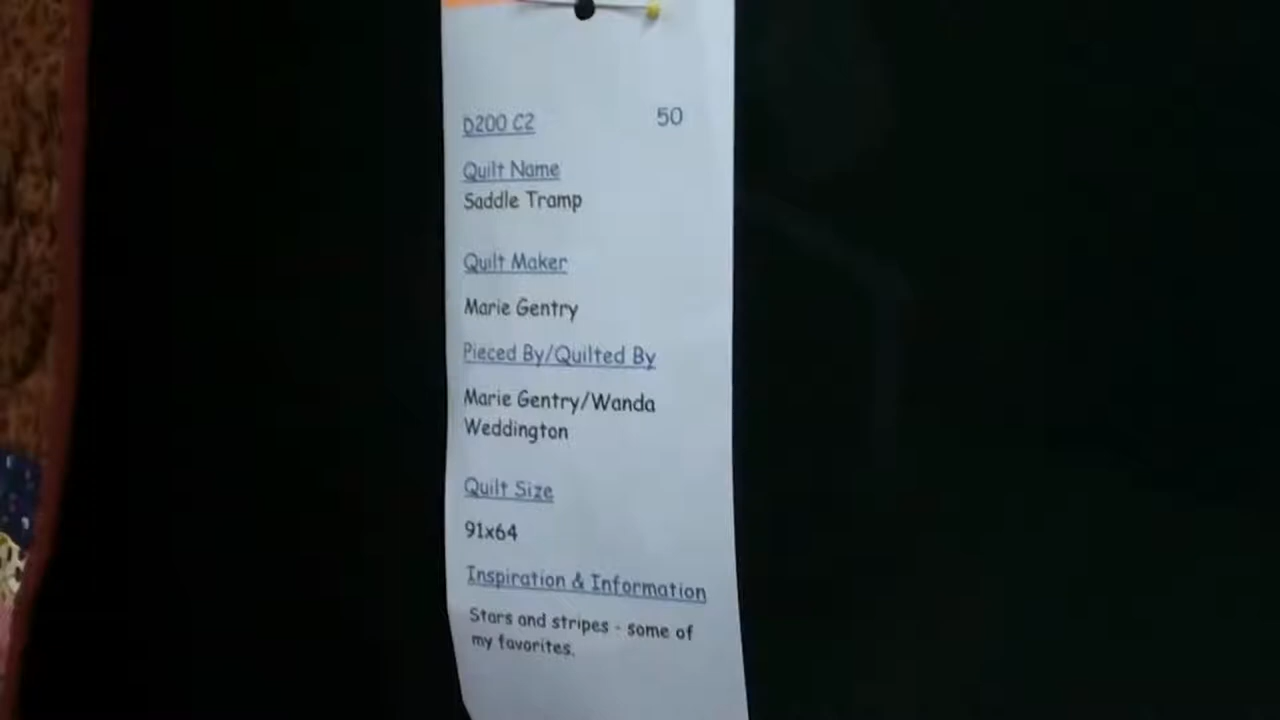 D200 C2 50
Quilt Name
Saddle Tramp
Quilt Maker
Marie Gentry
Pieced By/Quilted By
Marie Gentry/Wanda
Weddington
Quilt Size
91x64
Inspiration & Information
Stars and stripes - some of
my favorites.